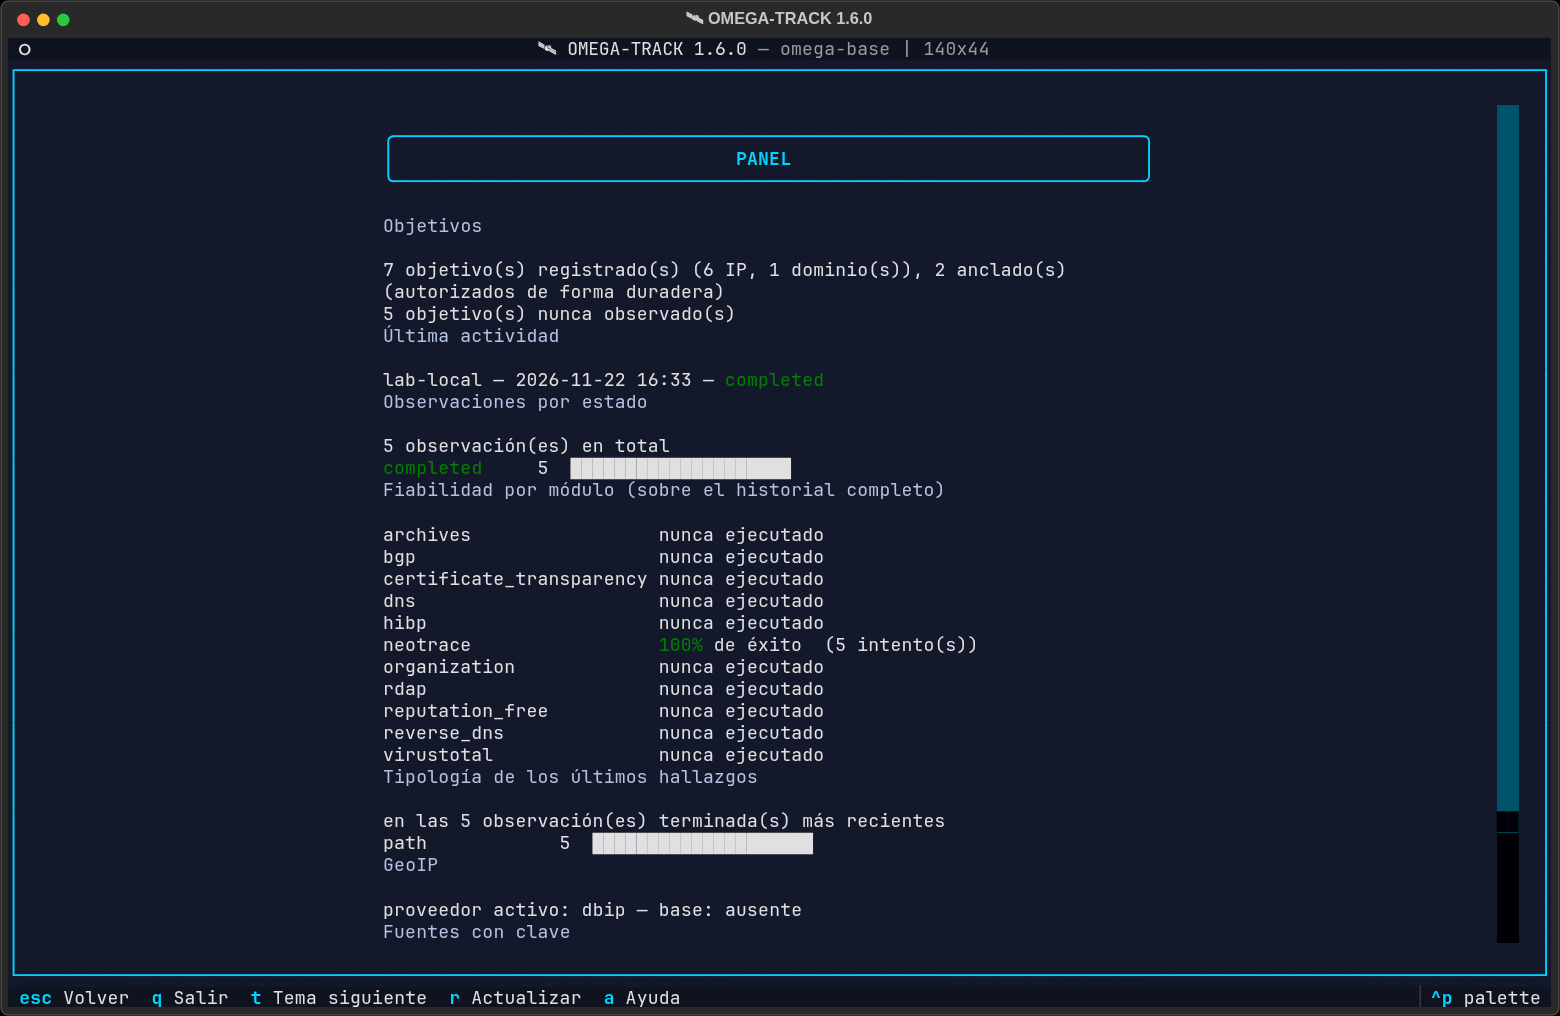 🛰 OMEGA-TRACK 1.6.0
🛰 OMEGA-TRACK 1.6.0 — omega-base | 140x44
PANEL
Objetivos
7 objetivo(s) registrado(s) (6 IP, 1 dominio(s)), 2 anclado(s)
(autorizados de forma duradera)
5 objetivo(s) nunca observado(s)
Última actividad
lab-local — 2026-11-22 16:33 — completed
Observaciones por estado
5 observación(es) en total
completed 5
Fiabilidad por módulo (sobre el historial completo)
archives nunca ejecutado
bgp nunca ejecutado
certificate_transparency nunca ejecutado
dns nunca ejecutado
hibp nunca ejecutado
neotrace 100% de éxito (5 intento(s))
organization nunca ejecutado
rdap nunca ejecutado
reputation_free nunca ejecutado
reverse_dns nunca ejecutado
virustotal nunca ejecutado
Tipología de los últimos hallazgos
en las 5 observación(es) terminada(s) más recientes
path 5
GeoIP
proveedor activo: dbip — base: ausente
Fuentes con clave
esc Volver q Salir t Tema siguiente r Actualizar a Ayuda ^p palette